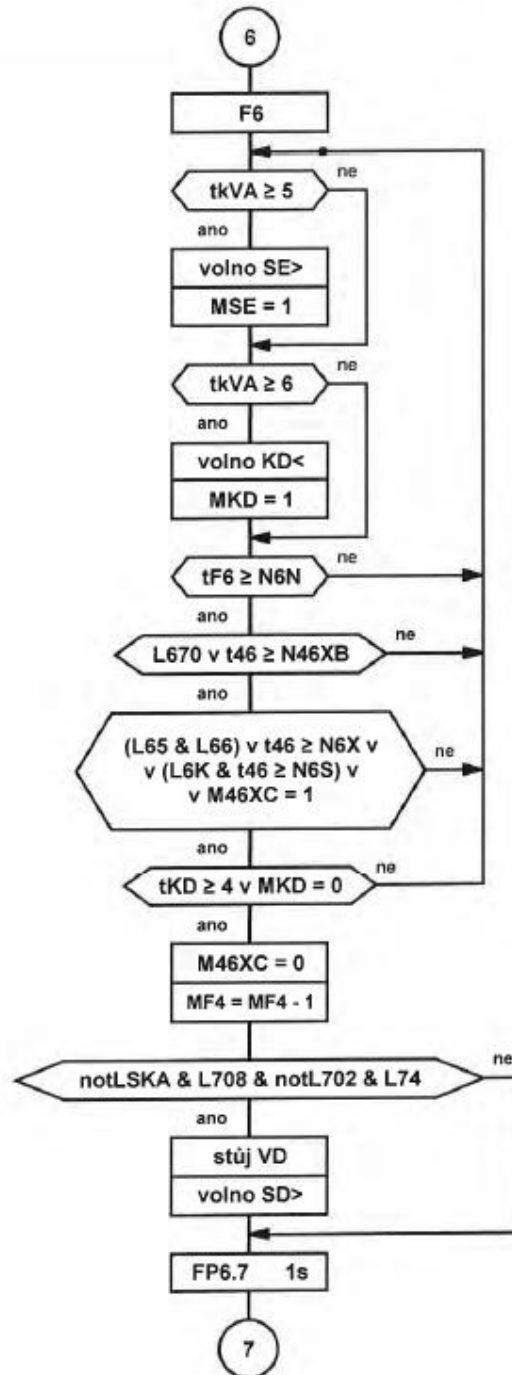 6
F6
ne
tkVA ≥ 5
ano
volno SE>
MSE = 1
ne
tkVA ≥ 6
ano
volno KD<
MKD = 1
ne
tF6 ≥ N6N
ano
ne
L670 v t46 ≥ N46XB
ano
(L65 & L66) v t46 ≥ N6X v
ne
v (L6K & t46 ≥ N6S) v
v M46XC = 1
ano
ne
tKD ≥ 4 v MKD = 0
ano
M46XC = 0
MF4 = MF4 - 1
ne
notLSKA & L708 & notL702 & L74
ano
stůj VD
volno SD>
FP6.7 1s
7